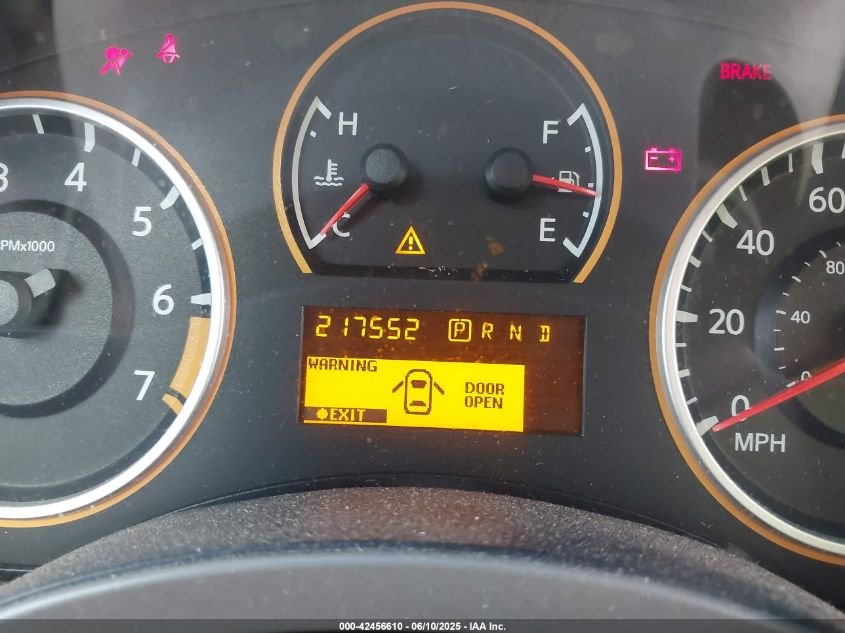 BRAKE
H
F
C
E
3
4
5
6
7
PMx1000
60
40
20
0
80
40
0
MPH
217552 P R N D
WARNING
DOOR
OPEN
EXIT
000-42456610 - 06/10/2025 - IAA Inc.